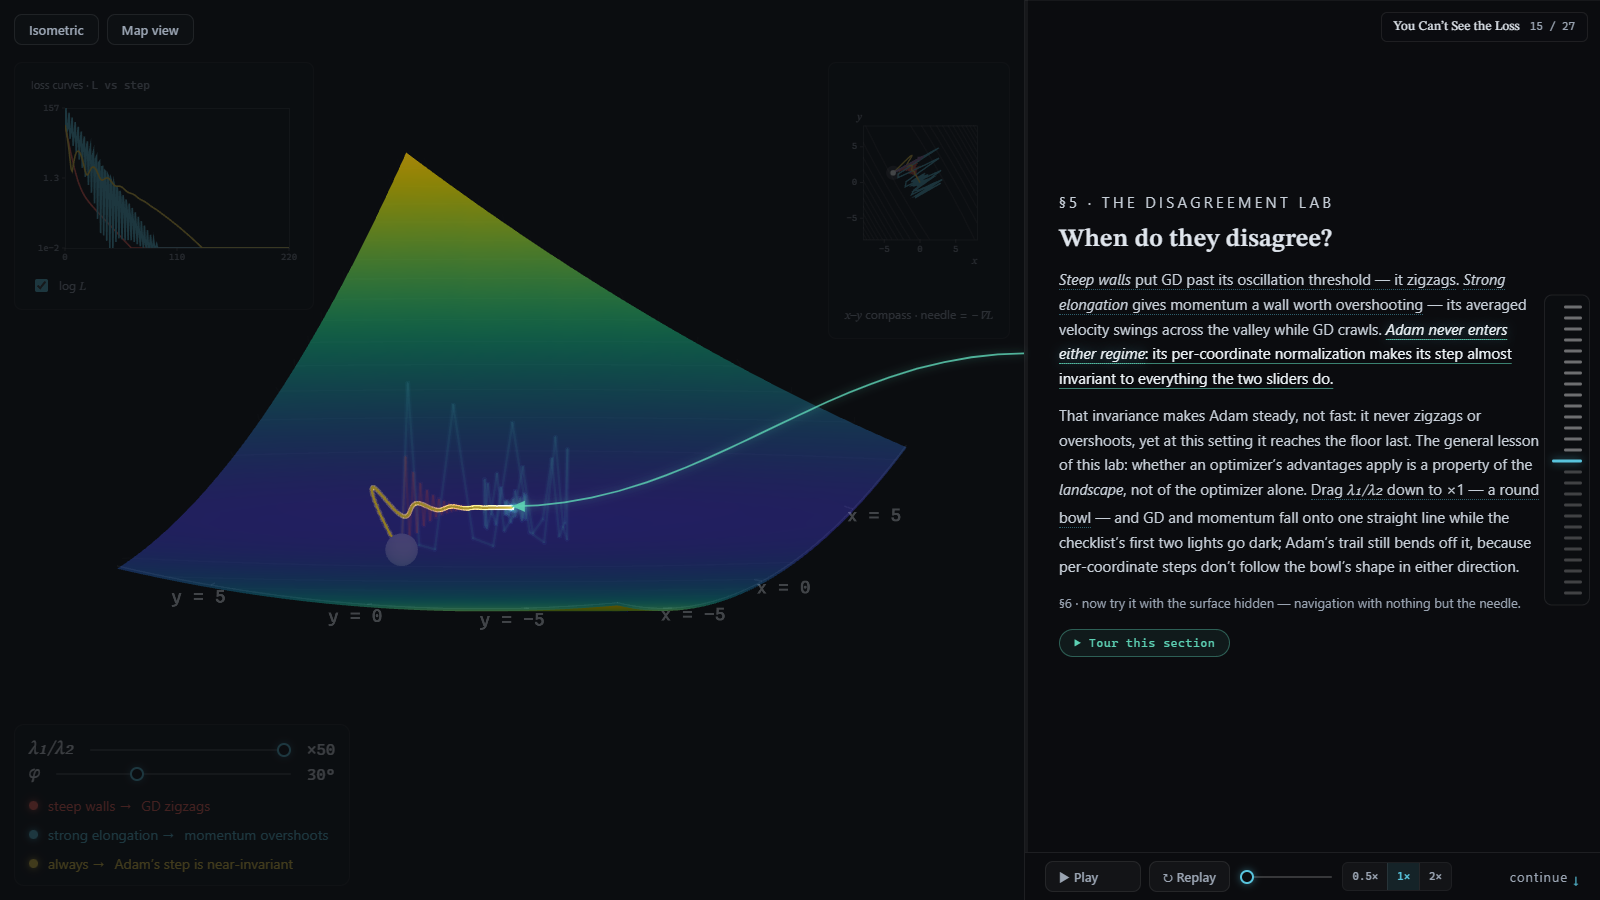 Isometric
Map view
You Can't See the Loss 15 / 27
loss curves · L vs step
187
1.3
1e-2
0
110
220
log L
y
5
0
−5
−5
0
5
x
x–y compass · needle = −∇L
x = 5
x = 0
x = −5
y = 5
y = 0
y = −5
λ₁/λ₂
×50
φ
30°
steep walls → GD zigzags
strong elongation → momentum overshoots
always → Adam's step is near-invariant
§5 · THE DISAGREEMENT LAB
When do they disagree?
Steep walls put GD past its oscillation threshold — it zigzags. Strong
elongation gives momentum a wall worth overshooting — its averaged
velocity swings across the valley while GD crawls. Adam never enters
either regime: its per-coordinate normalization makes its step almost
invariant to everything the two sliders do.
That invariance makes Adam steady, not fast: it never zigzags or
overshoots, yet at this setting it reaches the floor last. The general lesson
of this lab: whether an optimizer's advantages apply is a property of the
landscape, not of the optimizer alone. Drag λ₁/λ₂ down to ×1 — a round
bowl — and GD and momentum fall onto one straight line while the
checklist's first two lights go dark; Adam's trail still bends off it, because
per-coordinate steps don't follow the bowl's shape in either direction.
§6 · now try it with the surface hidden — navigation with nothing but the needle.
▶ Tour this section
▶ Play
↻ Replay
0.5×
1×
2×
continue ↓